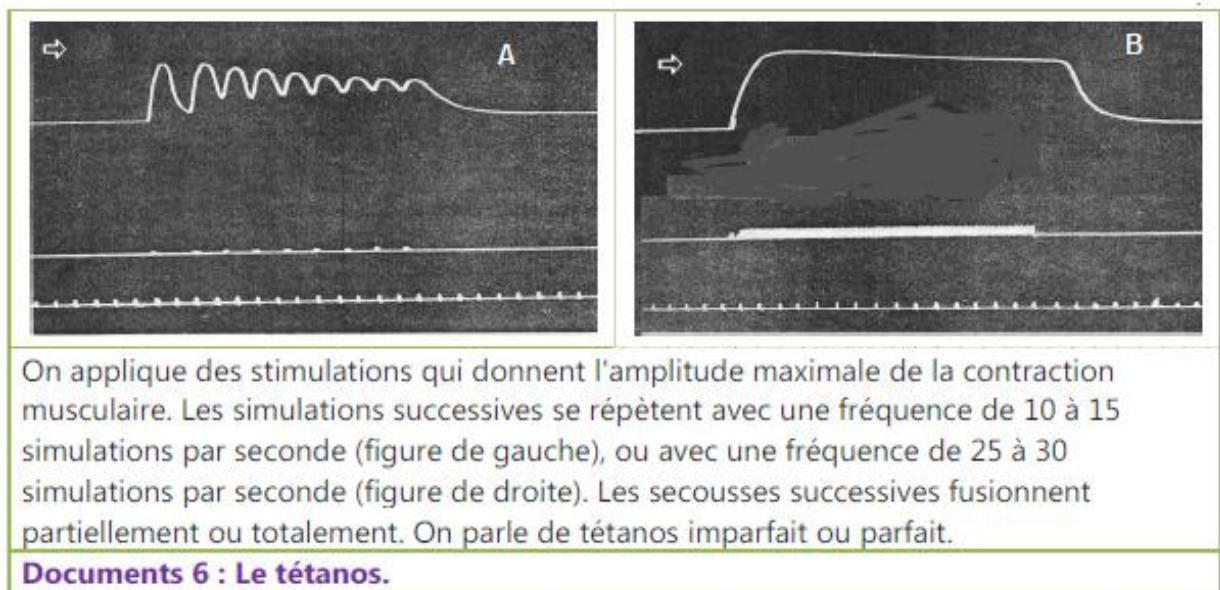 A
B
On applique des stimulations qui donnent l'amplitude maximale de la contraction
musculaire. Les simulations successives se répètent avec une fréquence de 10 à 15
simulations par seconde (figure de gauche), ou avec une fréquence de 25 à 30
simulations par seconde (figure de droite). Les secousses successives fusionnent
partiellement ou totalement. On parle de tétanos imparfait ou parfait.
Documents 6 : Le tétanos.